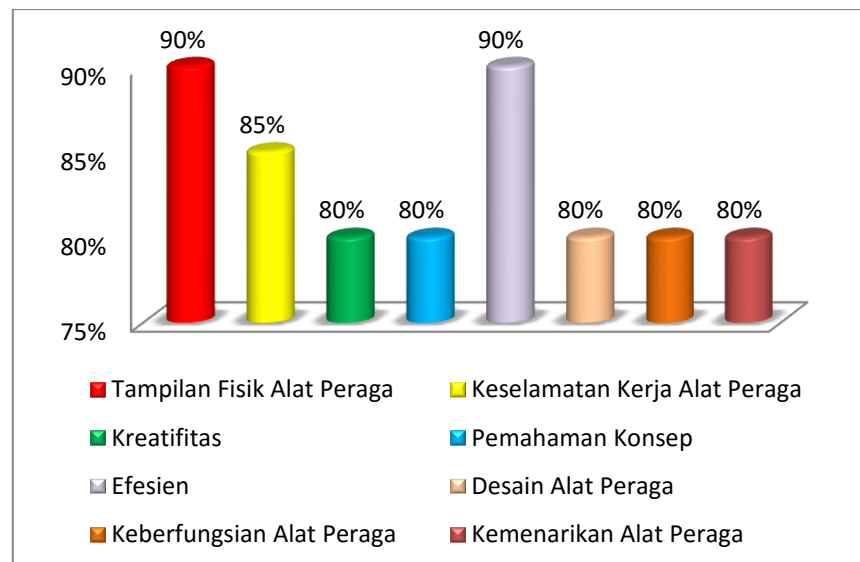 90%
90%
90%
85%
85%
80%
80%
80%
80%
80%
80%
75%
Tampilan Fisik Alat Peraga
Keselamatan Kerja Alat Peraga
Kreatifitas
Pemahaman Konsep
Efesien
Desain Alat Peraga
Keberfungsian Alat Peraga
Kemenarikan Alat Peraga